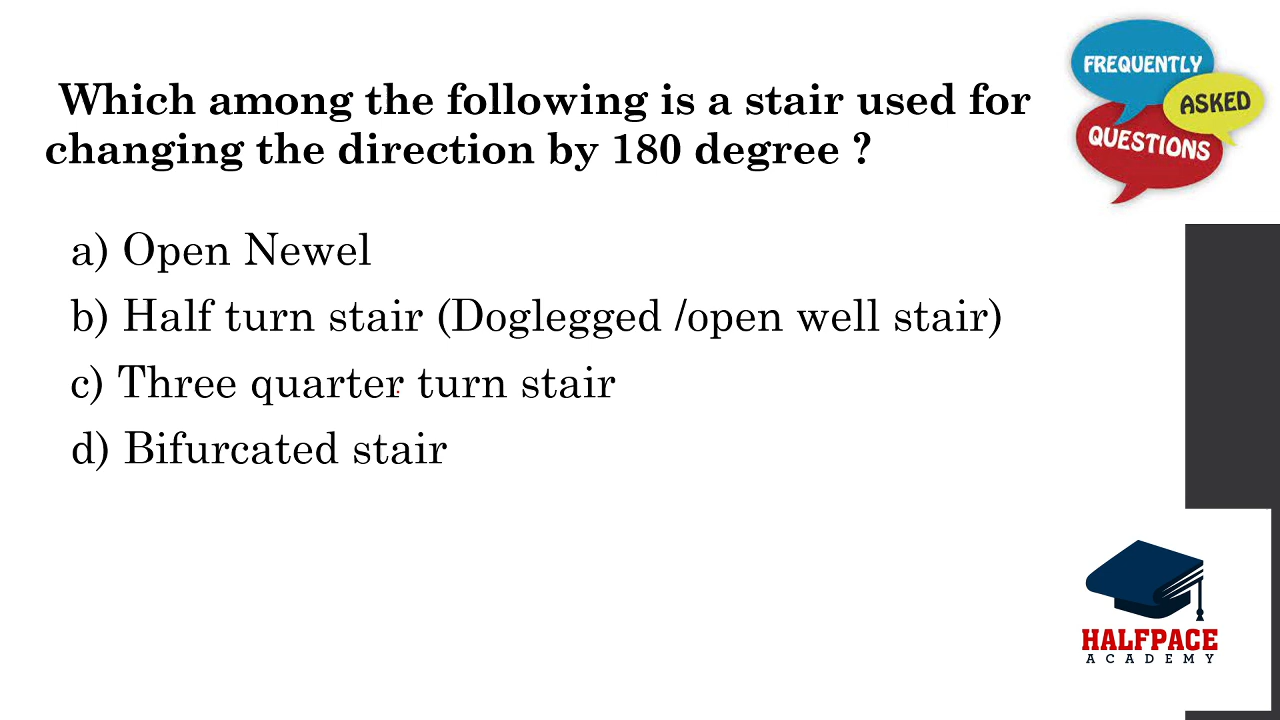 Which among the following is a stair used for
changing the direction by 180 degree ?
a) Open Newel
b) Half turn stair (Doglegged /open well stair)
c) Three quarter turn stair
d) Bifurcated stair
FREQUENTLY
ASKED
QUESTIONS
HALFPACE
ACADEMY